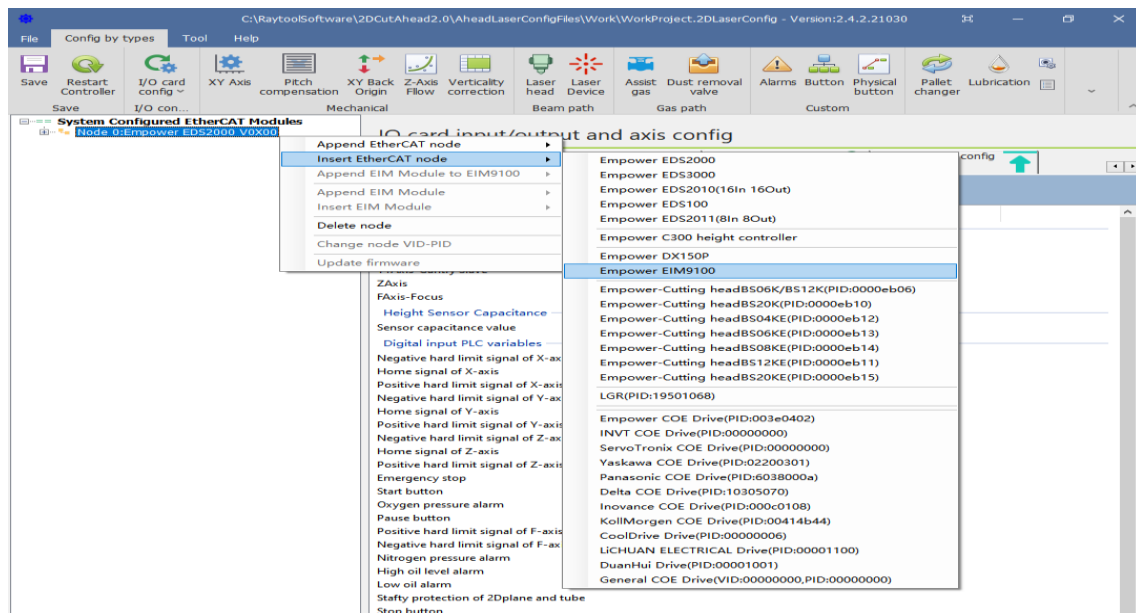 C:\RaytoolSoftware\2DCutAhead2.0\AheadLaserConfigFiles\Work\WorkProject.2DLaserConfig - Version:2.4.2.21030
File Config by types Tool Help
Save Restart Controller I/O card config XY Axis Pitch compensation XY Back Origin Z-Axis Fllow Verticality correction Laser head Laser Device Assist gas Dust removal valve Alarms Button Physical button Pallet changer Lubrication
Save I/O con... Mechanical Beam path Gas path Custom
System Configured EtherCAT Modules
Node 0:Empower EDS2000 V0X00
IO card input/output and axis config
config
Append EtherCAT node
Insert EtherCAT node
Append EIM Module to EIM9100
Append EIM Module
Insert EIM Module
Delete node
Change node VID-PID
Update firmware
Empower EDS2000
Empower EDS3000
Empower EDS2010(16In 16Out)
Empower EDS100
Empower EDS2011(8In 8Out)
Empower C300 height controller
Empower DX150P
Empower EIM9100
Empower-Cutting headBS06K/BS12K(PID:0000eb06)
Empower-Cutting headBS20K(PID:0000eb10)
Empower-Cutting headBS04KE(PID:0000eb12)
Empower-Cutting headBS06KE(PID:0000eb13)
Empower-Cutting headBS08KE(PID:0000eb14)
Empower-Cutting headBS12KE(PID:0000eb11)
Empower-Cutting headBS20KE(PID:0000eb15)
LGR(PID:19501068)
Empower COE Drive(PID:003e0402)
INVT COE Drive(PID:00000000)
ServoTronix COE Drive(PID:00000000)
Yaskawa COE Drive(PID:02200301)
Panasonic COE Drive(PID:6038000a)
Delta COE Drive(PID:10305070)
Inovance COE Drive(PID:000c0108)
KollMorgen COE Drive(PID:00414b44)
CoolDrive Drive(PID:00000006)
LiCHUAN ELECTRICAL Drive(PID:00001100)
DuanHui Drive(PID:00001001)
General COE Drive(VID:00000000,PID:00000000)
ZAxis
FAxis-Focus
Height Sensor Capacitance
Sensor capacitance value
Digital input PLC variables
Negative hard limit signal of X-ax
Home signal of X-axis
Positive hard limit signal of X-axis
Negative hard limit signal of Y-ax
Home signal of Y-axis
Positive hard limit signal of Y-axis
Negative hard limit signal of Z-ax
Home signal of Z-axis
Positive hard limit signal of Z-axis
Emergency stop
Start button
Oxygen pressure alarm
Pause button
Positive hard limit signal of F-axis
Negative hard limit signal of F-ax
Nitrogen pressure alarm
High oil level alarm
Low oil alarm
Stafty protection of 2Dplane and tube
Stop button